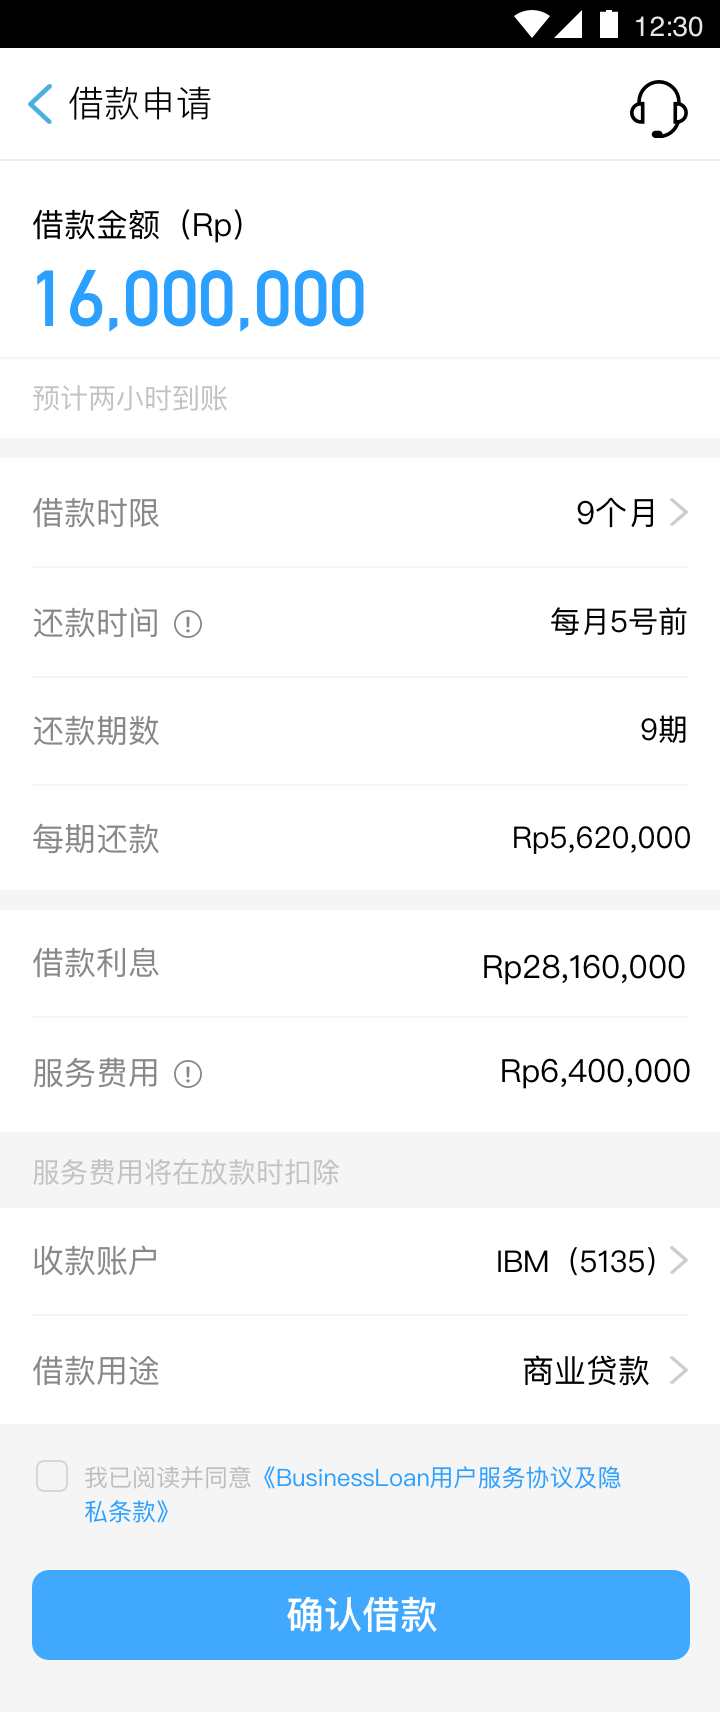 12:30
借款申请
借款金额（Rp）
16,000,000
预计两小时到账
借款时限 9个月
还款时间 每月5号前
还款期数 9期
每期还款 Rp5,620,000
借款利息 Rp28,160,000
服务费用 Rp6,400,000
服务费用将在放款时扣除
收款账户 IBM（5135）
借款用途 商业贷款
我已阅读并同意《BusinessLoan用户服务协议及隐
私条款》
确认借款